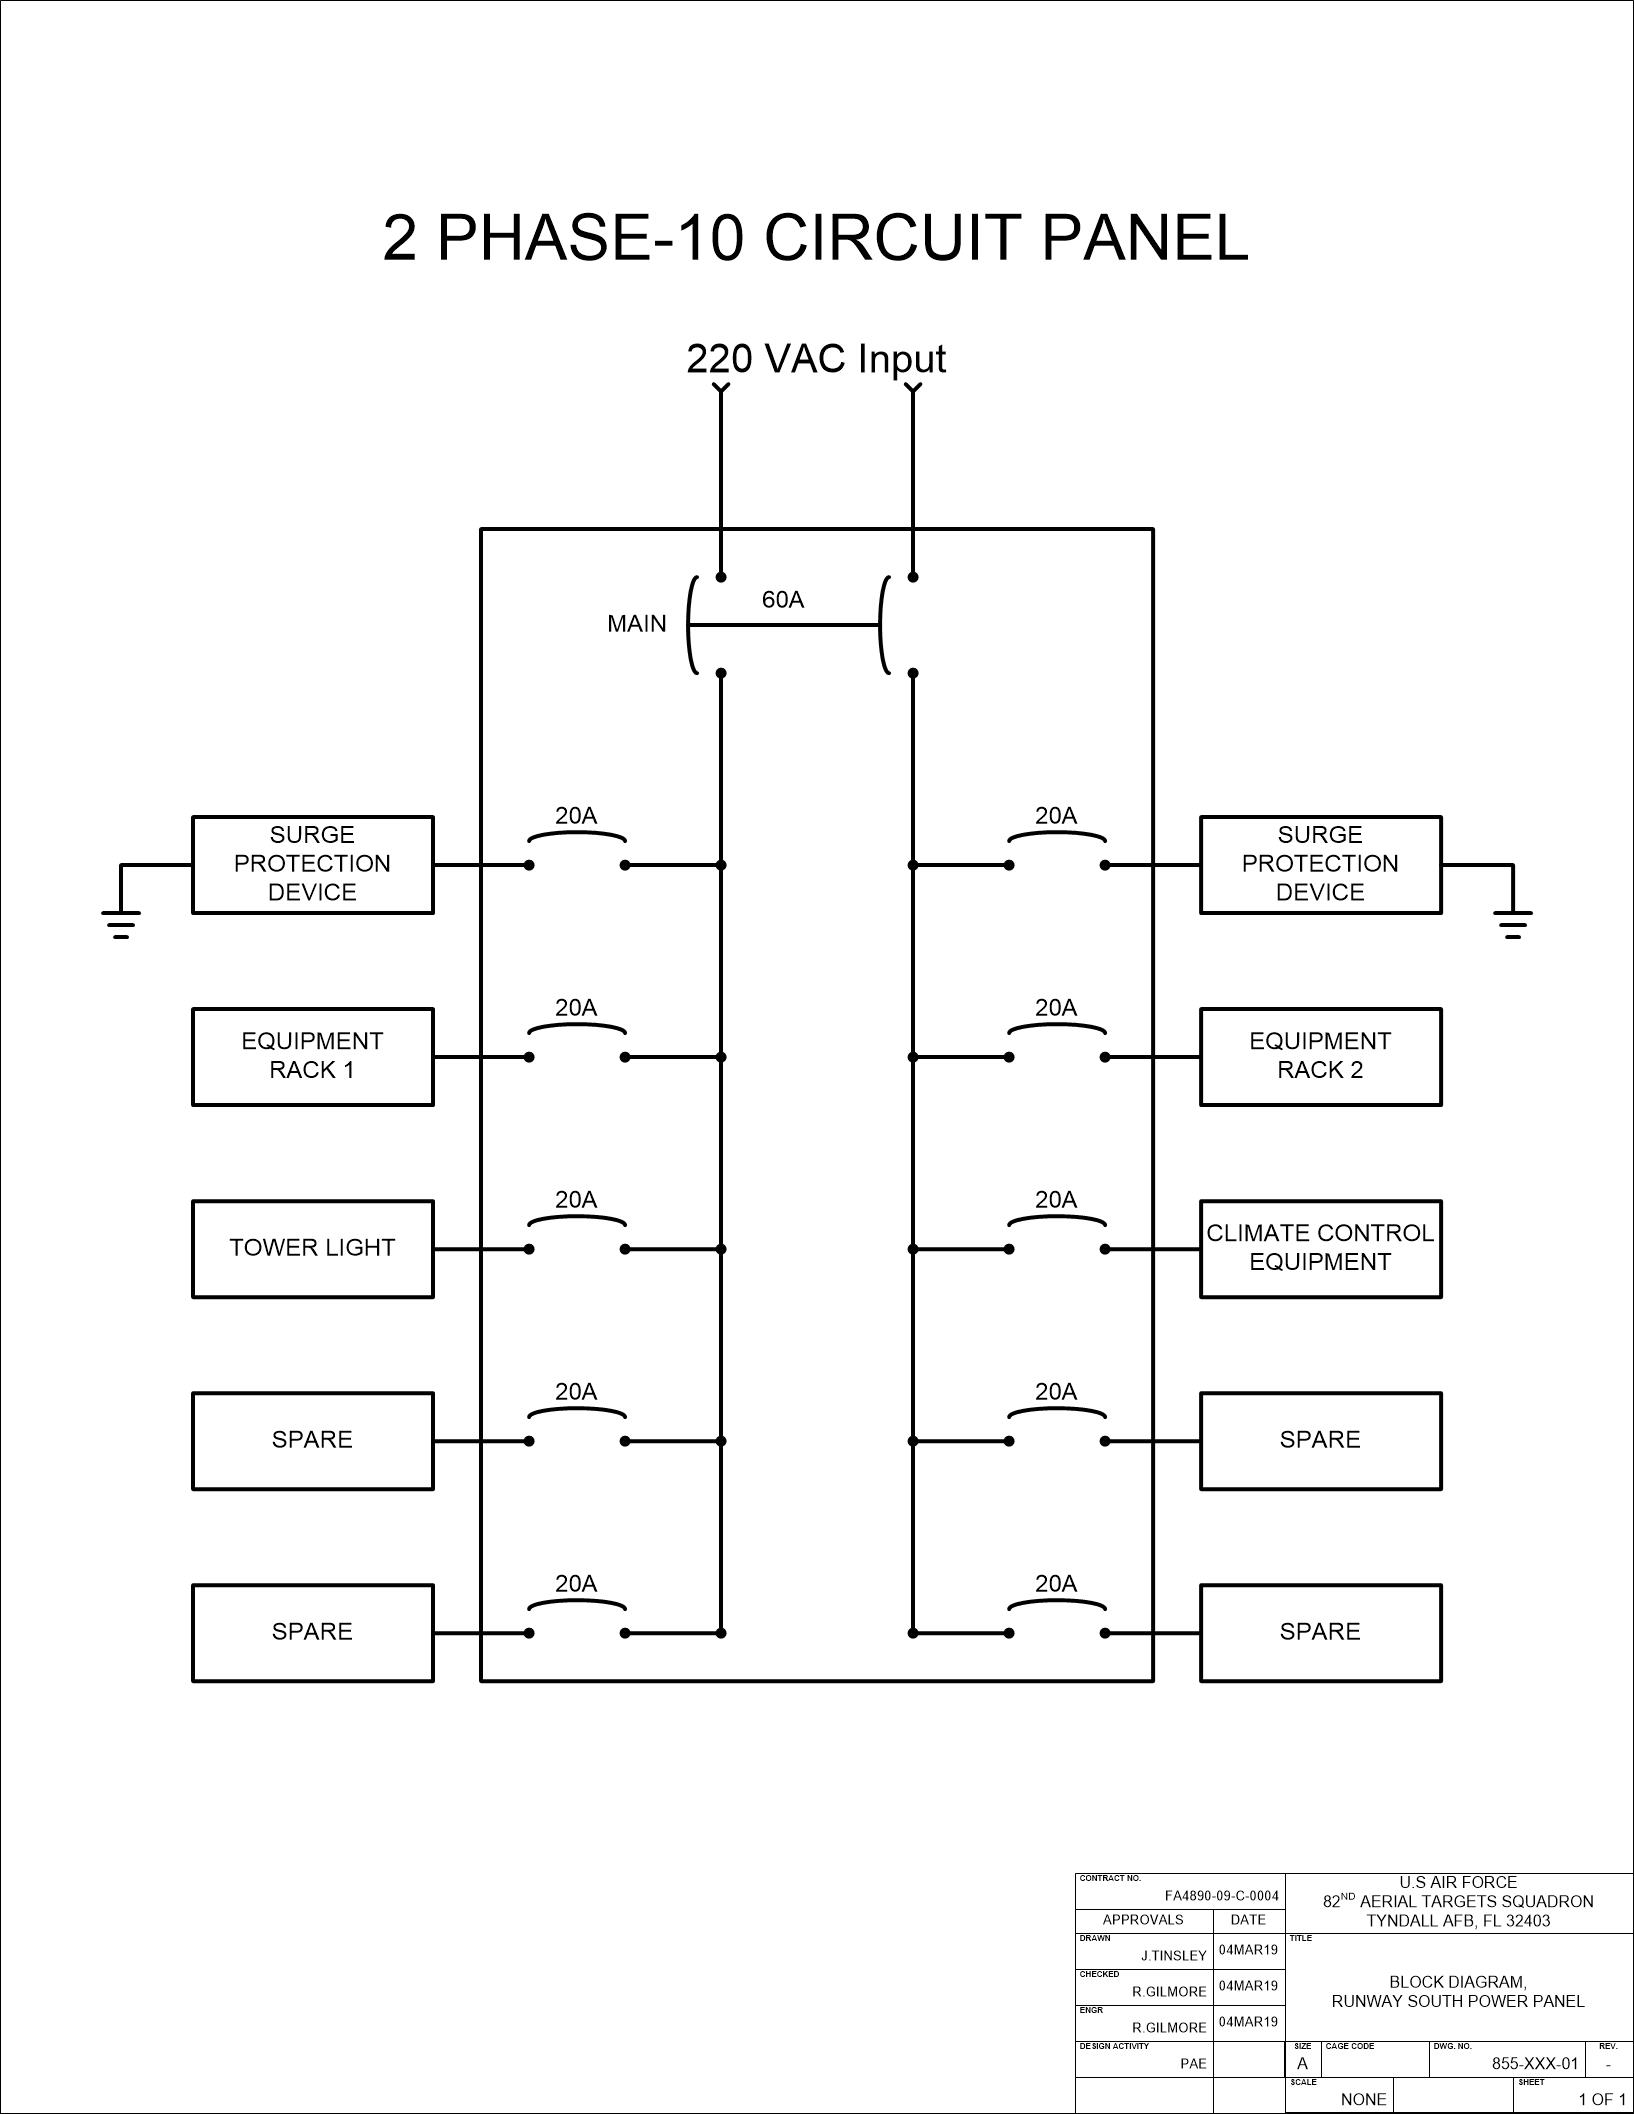 2 PHASE-10 CIRCUIT PANEL
220 VAC Input
60A
MAIN
20A
20A
SURGE
PROTECTION
DEVICE
SURGE
PROTECTION
DEVICE
20A
20A
EQUIPMENT
RACK 1
EQUIPMENT
RACK 2
20A
20A
TOWER LIGHT
CLIMATE CONTROL
EQUIPMENT
20A
20A
SPARE
SPARE
20A
20A
SPARE
SPARE
CONTRACT NO.
FA4890-09-C-0004
U.S AIR FORCE
82ND AERIAL TARGETS SQUADRON
TYNDALL AFB, FL 32403
APPROVALS
DATE
DRAWN
J.TINSLEY
04MAR19
CHECKED
R.GILMORE
04MAR19
ENGR
R.GILMORE
04MAR19
TITLE
BLOCK DIAGRAM,
RUNWAY SOUTH POWER PANEL
DESIGN ACTIVITY
PAE
SIZE
A
CAGE CODE
DWG. NO.
855-XXX-01
REV.
-
SCALE
NONE
SHEET
1 OF 1